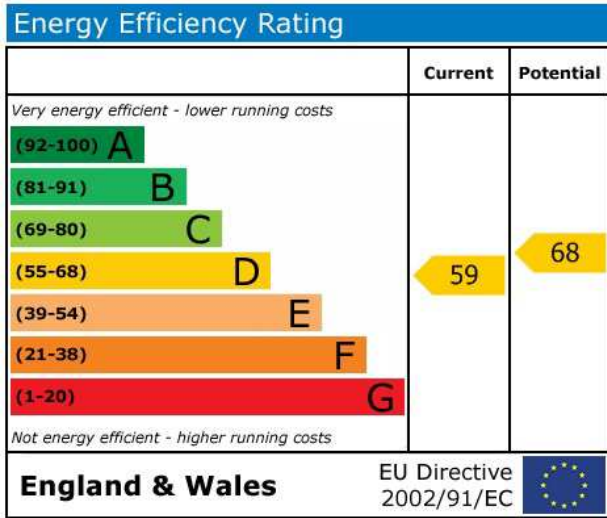 Energy Efficiency Rating
Current Potential
Very energy efficient - lower running costs
(92-100) A
(81-91) B
(69-80) C
(55-68) D
59
68
(39-54) E
(21-38) F
(1-20) G
Not energy efficient - higher running costs
England & Wales
EU Directive
2002/91/EC